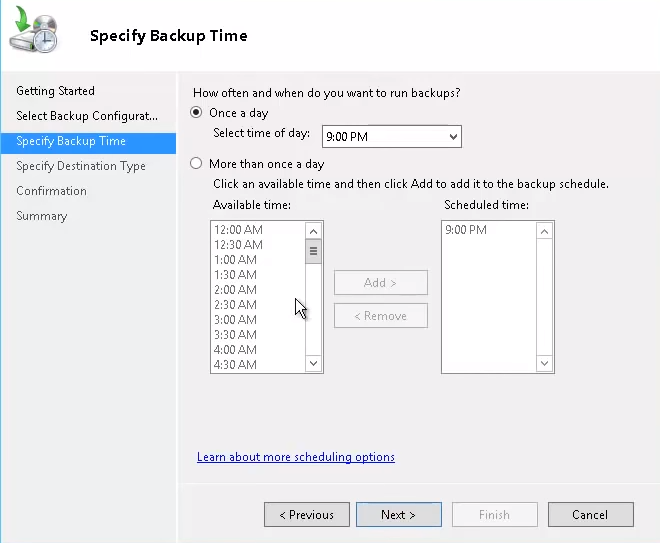 Specify Backup Time
Getting Started
Select Backup Configurat...
Specify Backup Time
Specify Destination Type
Confirmation
Summary
How often and when do you want to run backups?
Once a day
Select time of day: 9:00 PM
More than once a day
Click an available time and then click Add to add it to the backup schedule.
Available time:
12:00 AM
12:30 AM
1:00 AM
1:30 AM
2:00 AM
2:30 AM
3:00 AM
3:30 AM
4:00 AM
4:30 AM
Add >
< Remove
Scheduled time:
9:00 PM
Learn about more scheduling options
< Previous
Next >
Finish
Cancel